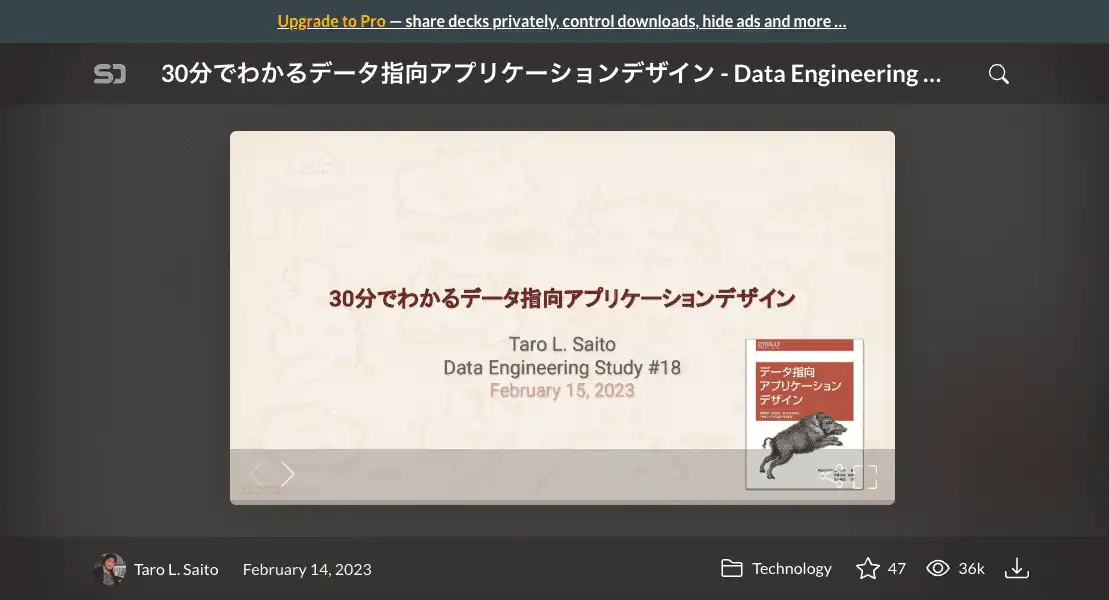 Upgrade to Pro — share decks privately, control downloads, hide ads and more …
30分でわかるデータ指向アプリケーションデザイン - Data Engineering …
30分でわかるデータ指向アプリケーションデザイン
Taro L. Saito
Data Engineering Study #18
February 15, 2023
O'REILLY
データ指向
アプリケーション
デザイン
Taro L. Saito
February 14, 2023
Technology
47
36k